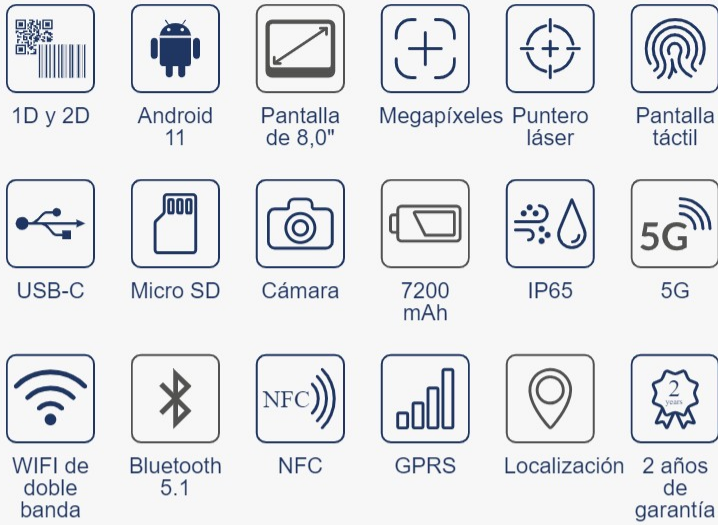 1D y 2D
Android
11
Pantalla
de 8,0"
Megapíxeles
Puntero
láser
Pantalla
táctil
USB-C
Micro SD
Cámara
7200
mAh
IP65
5G
5G
WIFI de
doble
banda
Bluetooth
5.1
NFC
NFC
GPRS
Localización
2
years
2 años
de
garantía